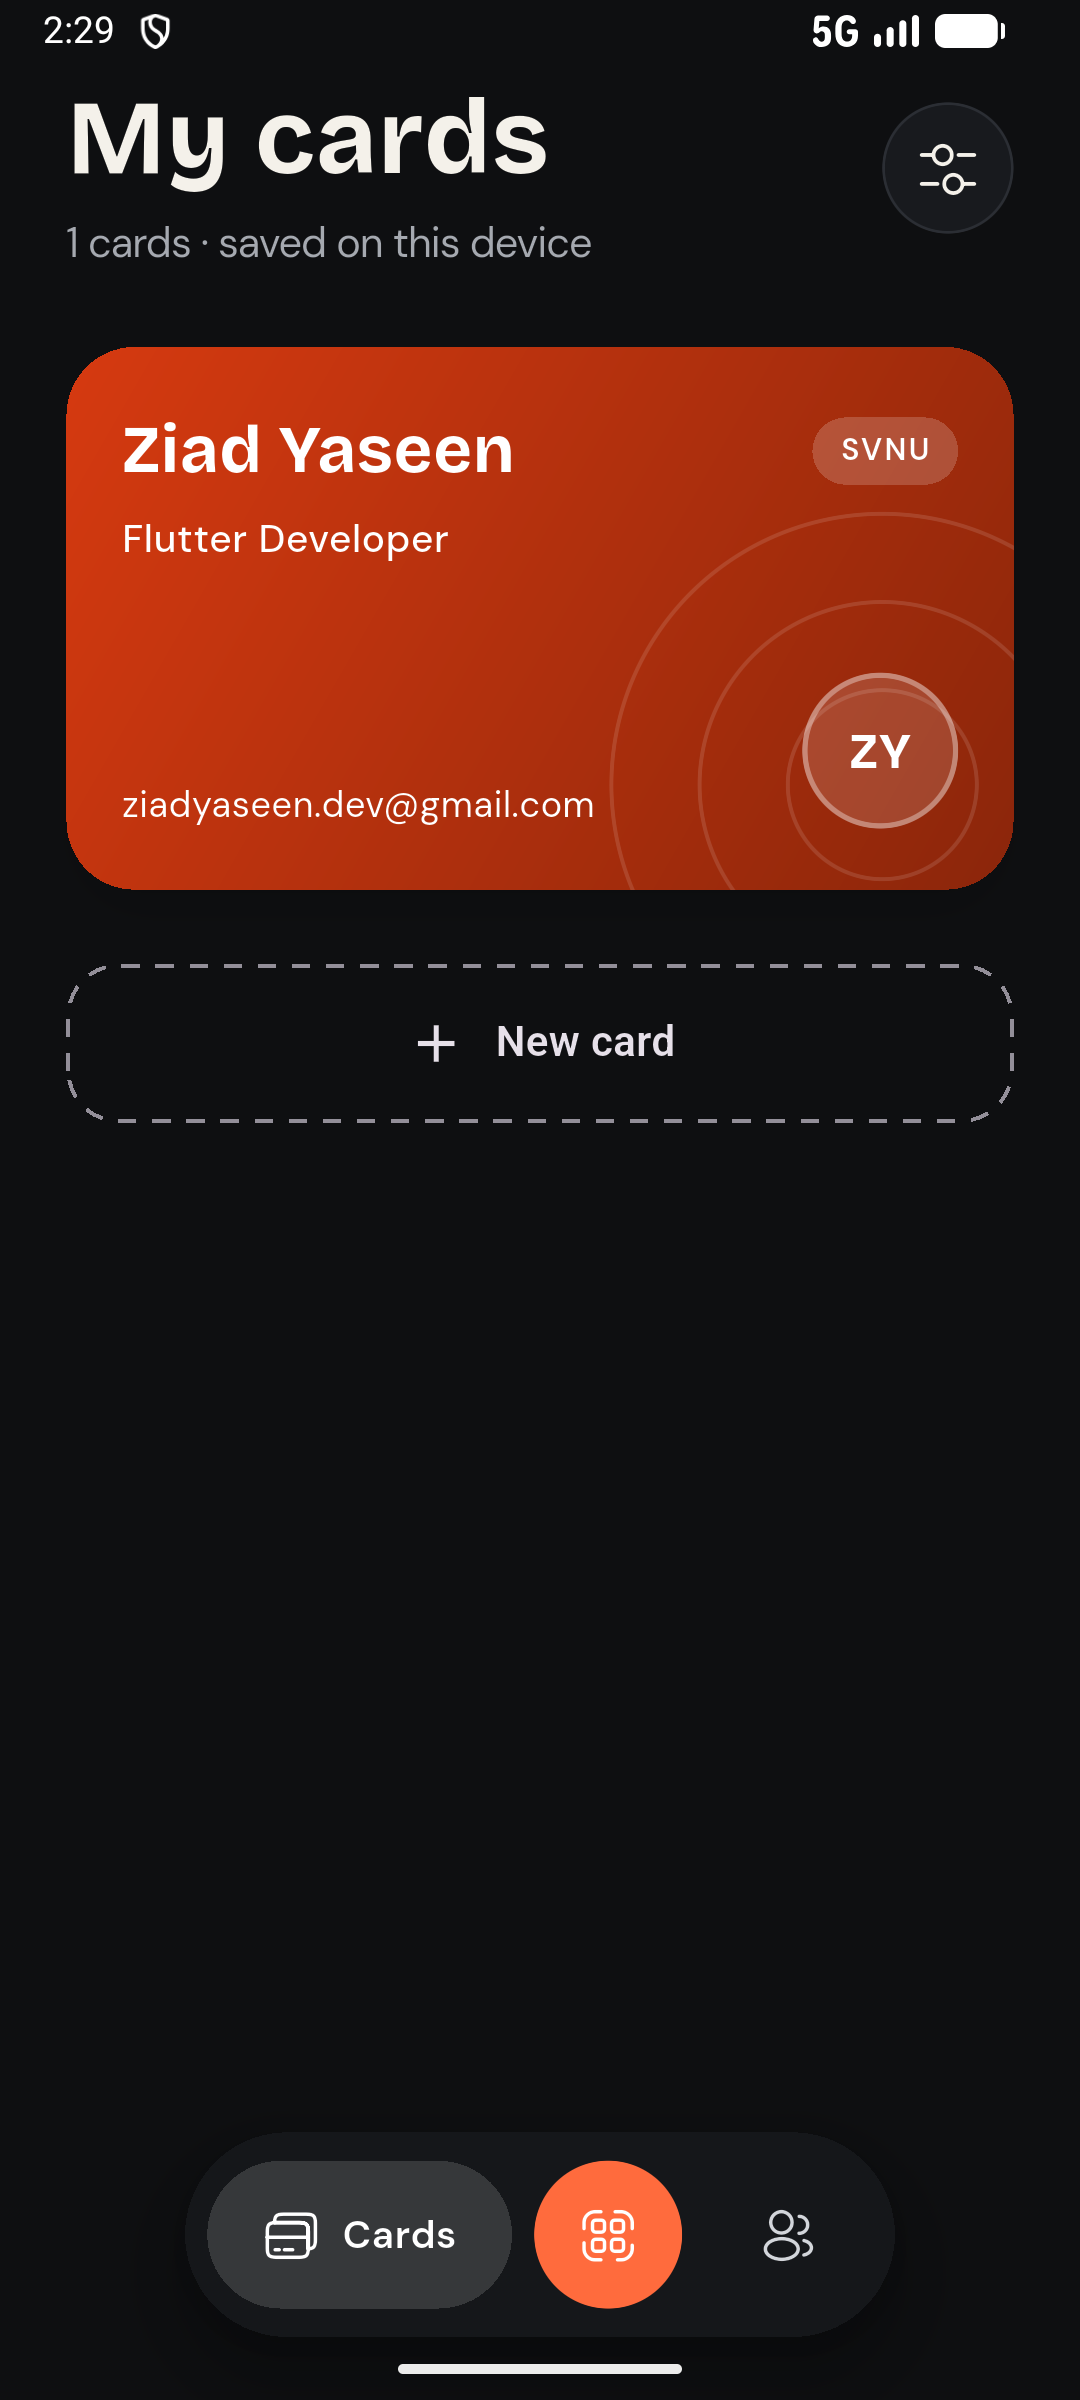 2:29
5G
My cards
1 cards · saved on this device
Ziad Yaseen
SVNU
Flutter Developer
ZY
ziadyaseen.dev@gmail.com
New card
Cards